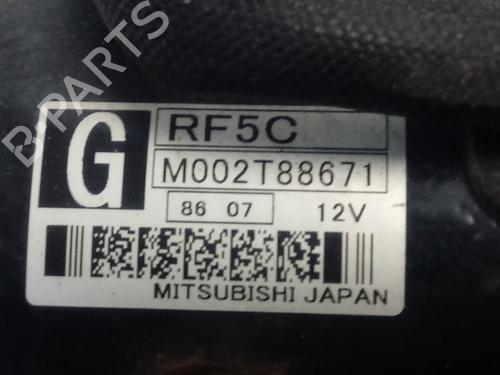 B-PARTS
G
RF5C
M002T88671
86 07
12V
MITSUBISHI JAPAN